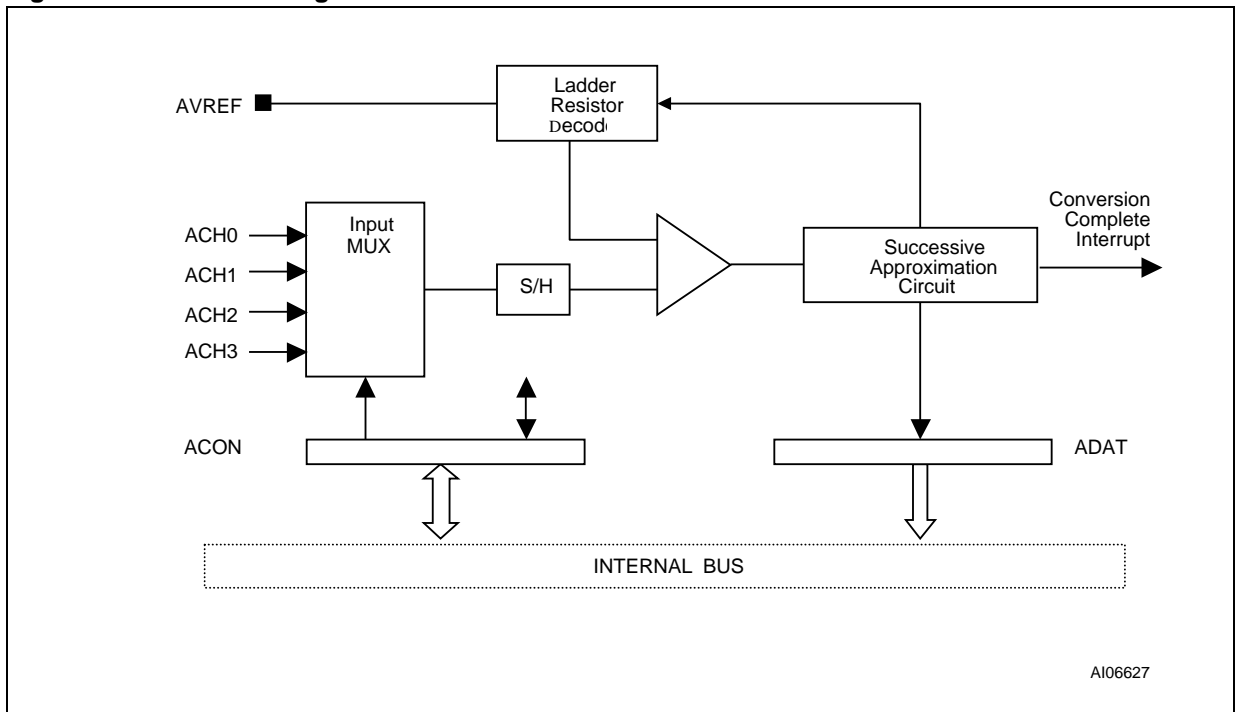 AVREF
Ladder
Resistor
Decod
ACH0
ACH1
ACH2
ACH3
Input
MUX
S/H
Successive
Approximation
Circuit
Conversion
Complete
Interrupt
ACON
ADAT
INTERNAL BUS
AI06627